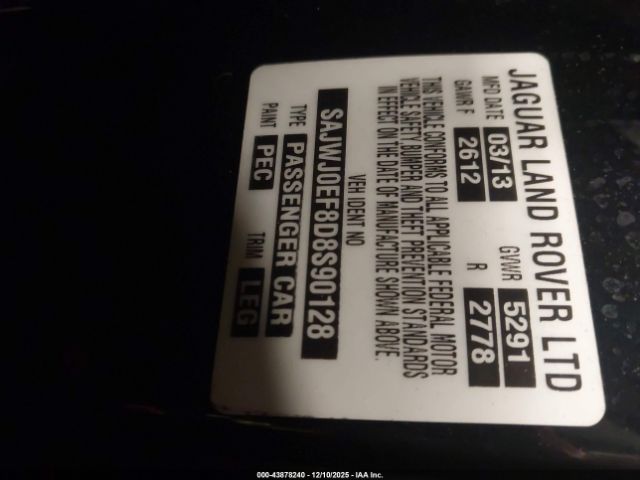 JAGUAR LAND ROVER LTD
MFD DATE 03/13 GVWR 5291
GAWR F 2612 R 2778
THIS VEHICLE CONFORMS TO ALL APPLICABLE FEDERAL MOTOR
VEHICLE SAFETY, BUMPER, AND THEFT PREVENTION STANDARDS
IN EFFECT ON THE DATE OF MANUFACTURE SHOWN ABOVE.
VEH IDENT NO
SAJWJ0EF8D8S90128
TYPE PASSENGER CAR
PAINT PEC TRIM LEG
000-43878240 - 12/10/2025 - IAA Inc.